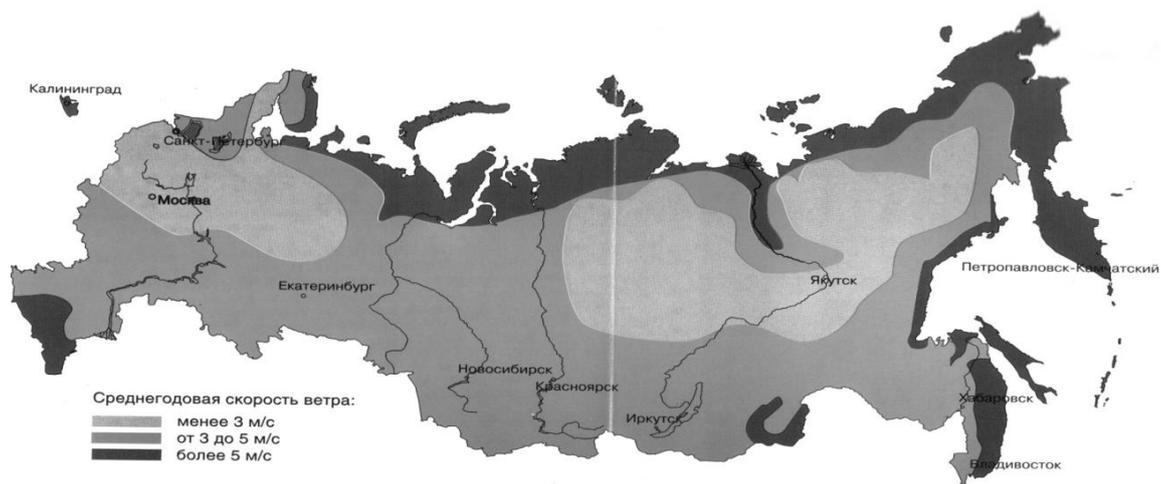 Калининград
Санкт-Петербург
Москва
Петропавловск-Камчатский
Якутск
Екатеринбург
Новосибирск
Красноярск
Иркутск
Хабаровск
Владивосток
Среднегодовая скорость ветра:
менее 3 м/с
от 3 до 5 м/с
более 5 м/с